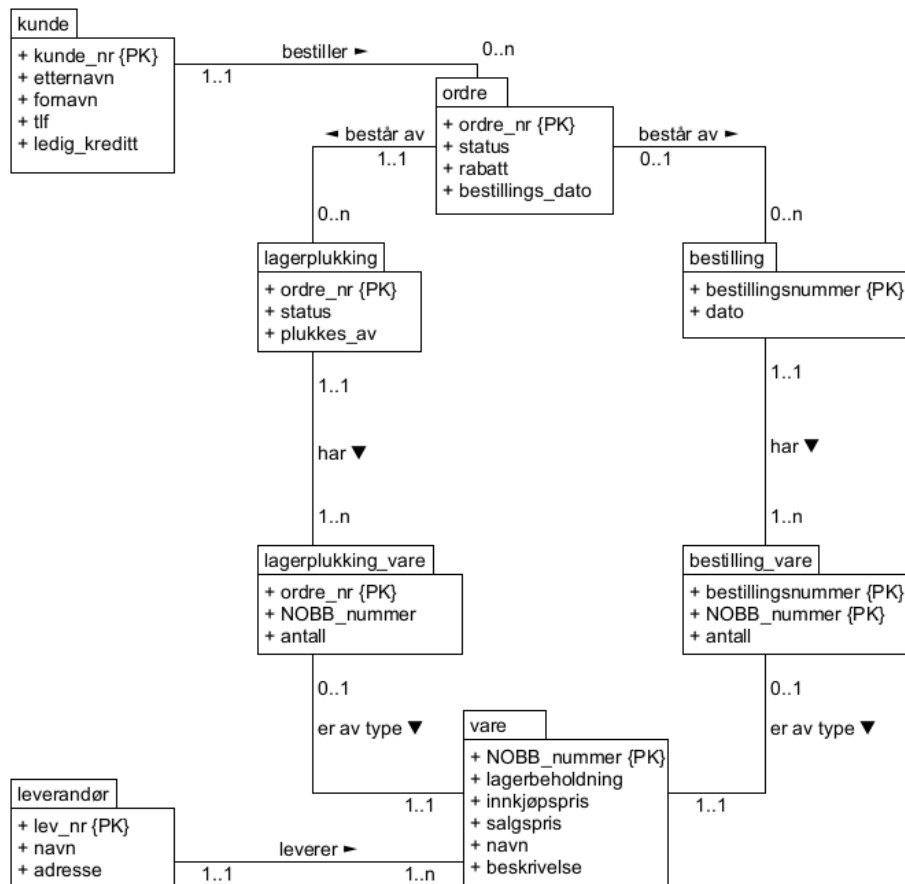 kunde
+ kunde_nr {PK}
+ etternavn
+ fornavn
+ tlf
+ ledig_kreditt
bestiller ►
1..1
0..n
ordre
+ ordre_nr {PK}
+ status
+ rabatt
+ bestillings_dato
◄ består av
1..1
består av ►
0..1
0..n
0..n
lagerplukking
+ ordre_nr {PK}
+ status
+ plukkes_av
bestilling
+ bestillingsnummer {PK}
+ dato
1..1
har ▼
1..n
1..1
har ▼
1..n
lagerplukking_vare
+ ordre_nr {PK}
+ NOBB_nummer
+ antall
bestilling_vare
+ bestillingsnummer {PK}
+ NOBB_nummer {PK}
+ antall
0..1
er av type ▼
1..1
0..1
er av type ▼
1..1
vare
+ NOBB_nummer {PK}
+ lagerbeholdning
+ innkjøpspris
+ salgspris
+ navn
+ beskrivelse
leverandør
+ lev_nr {PK}
+ navn
+ adresse
leverer ►
1..1
1..n